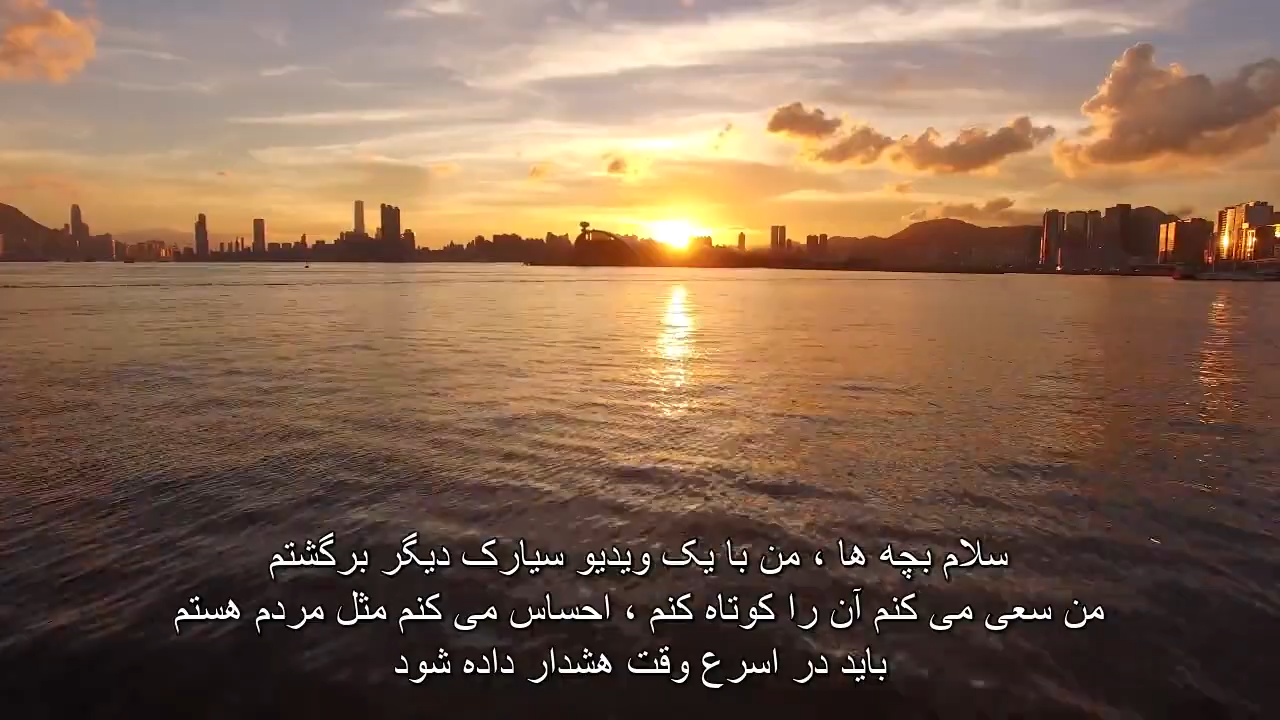 سلام بچه ها ، من با یک ویدیو سیارک دیگر برگشتم
من سعی می کنم آن را کوتاه کنم ، احساس می کنم مثل مردم هستم
باید در اسرع وقت هشدار داده شود